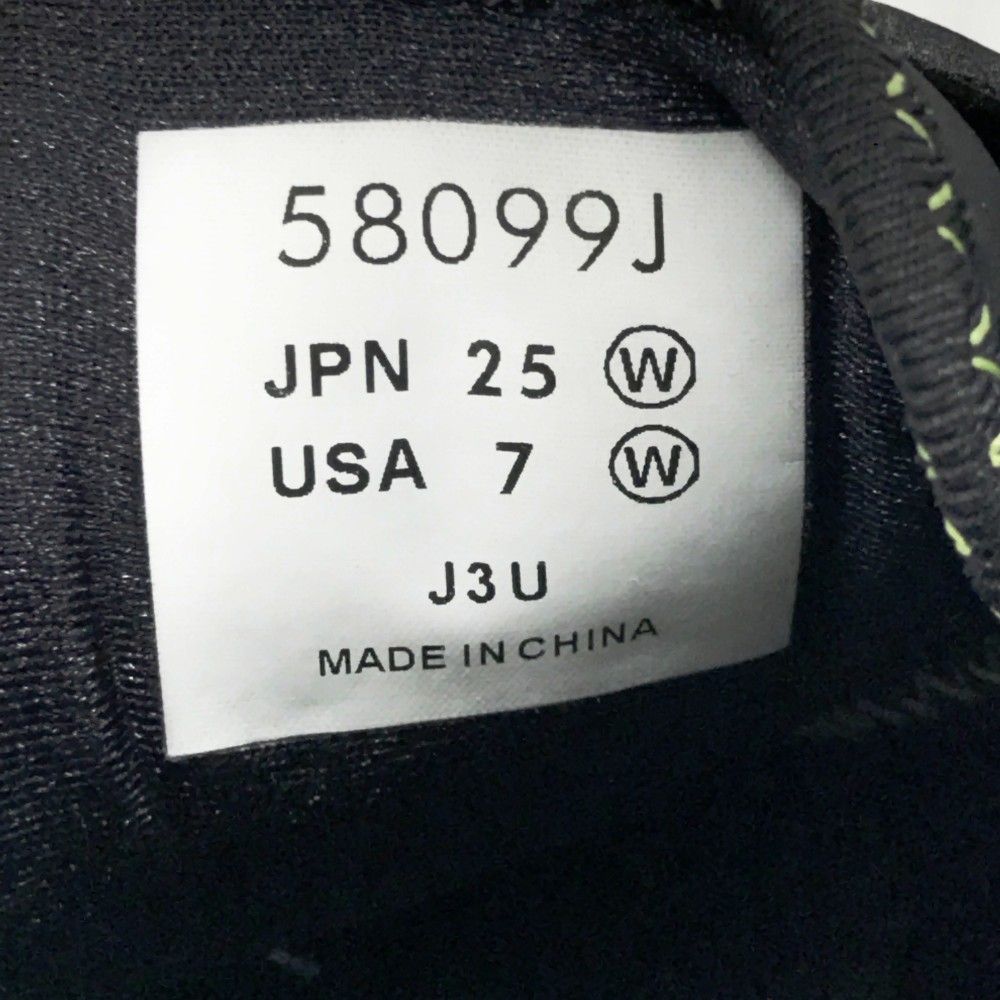 58099J
JPN 25 Ⓦ
USA 7 Ⓦ
J3U
MADE IN CHINA